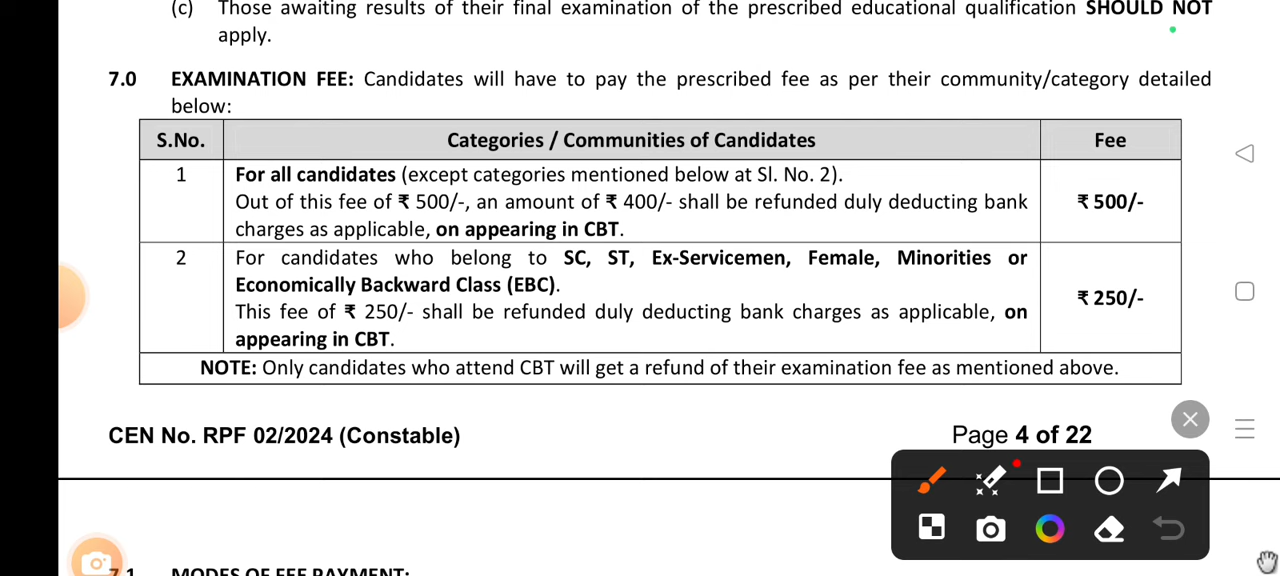 (c) Those awaiting results of their final examination of the prescribed educational qualification SHOULD NOT
apply.
7.0 EXAMINATION FEE: Candidates will have to pay the prescribed fee as per their community/category detailed
below:
S.No. Categories / Communities of Candidates Fee
1 For all candidates (except categories mentioned below at Sl. No. 2).
Out of this fee of ₹ 500/-, an amount of ₹ 400/- shall be refunded duly deducting bank
charges as applicable, on appearing in CBT.
₹ 500/-
2 For candidates who belong to SC, ST, Ex-Servicemen, Female, Minorities or
Economically Backward Class (EBC).
This fee of ₹ 250/- shall be refunded duly deducting bank charges as applicable, on
appearing in CBT.
₹ 250/-
NOTE: Only candidates who attend CBT will get a refund of their examination fee as mentioned above.
CEN No. RPF 02/2024 (Constable) Page 4 of 22
7.1 MODES OF FEE PAYMENT: